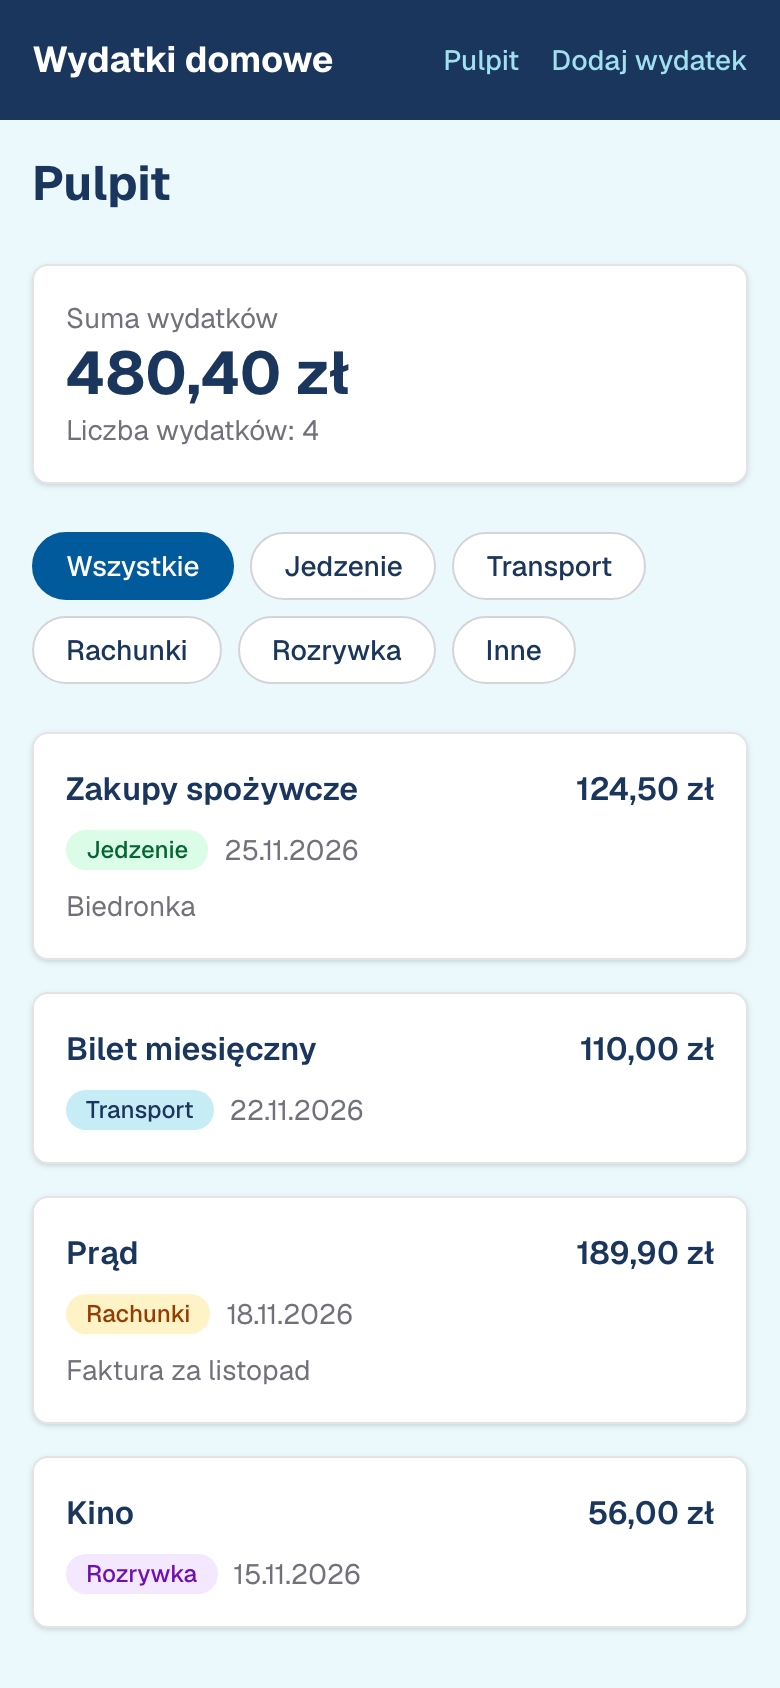 Wydatki domowe
Pulpit Dodaj wydatek
Pulpit
Suma wydatków
480,40 zł
Liczba wydatków: 4
Wszystkie Jedzenie Transport
Rachunki Rozrywka Inne
Zakupy spożywcze 124,50 zł
Jedzenie 25.11.2026
Biedronka
Bilet miesięczny 110,00 zł
Transport 22.11.2026
Prąd 189,90 zł
Rachunki 18.11.2026
Faktura za listopad
Kino 56,00 zł
Rozrywka 15.11.2026